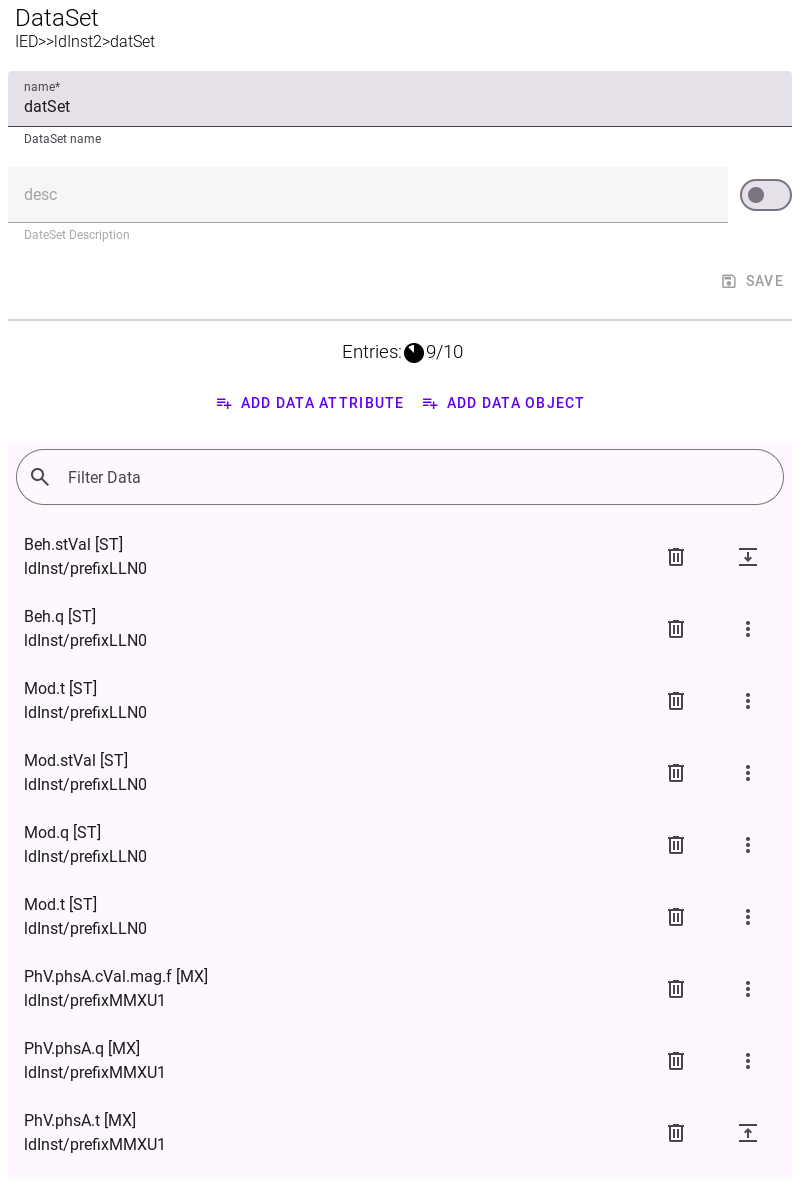 DataSet
IED>>ldInst2>datSet
name*
datSet
DataSet name
desc
DateSet Description
SAVE
Entries: 9/10
ADD DATA ATTRIBUTE ADD DATA OBJECT
Filter Data
Beh.stVal [ST]
ldInst/prefixLLN0
Beh.q [ST]
ldInst/prefixLLN0
Mod.t [ST]
ldInst/prefixLLN0
Mod.stVal [ST]
ldInst/prefixLLN0
Mod.q [ST]
ldInst/prefixLLN0
Mod.t [ST]
ldInst/prefixLLN0
PhV.phsA.cVal.mag.f [MX]
ldInst/prefixMMXU1
PhV.phsA.q [MX]
ldInst/prefixMMXU1
PhV.phsA.t [MX]
ldInst/prefixMMXU1